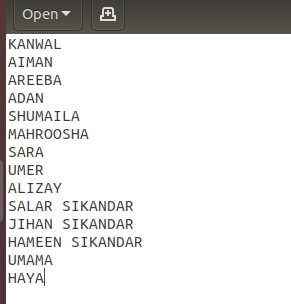 Open
KANWAL
AIMAN
AREEBA
ADAN
SHUMAILA
MAHROOSHA
SARA
UMER
ALIZAY
SALAR SIKANDAR
JIHAN SIKANDAR
HAMEEN SIKANDAR
UMAMA
HAYA